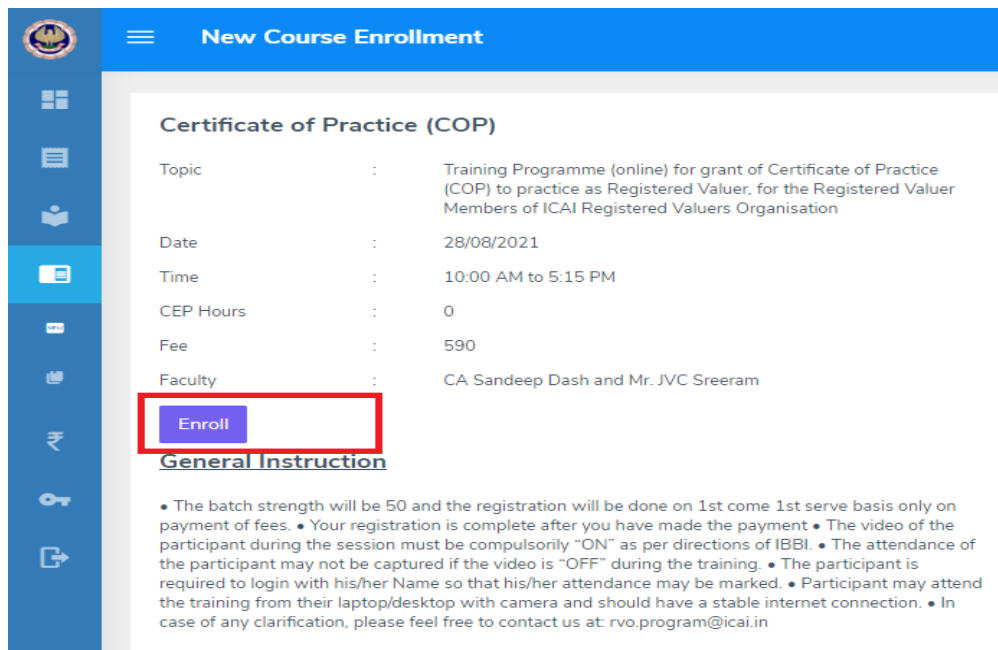 New Course Enrollment
Certificate of Practice (COP)
Topic : Training Programme (online) for grant of Certificate of Practice
(COP) to practice as Registered Valuer, for the Registered Valuer
Members of ICAI Registered Valuers Organisation
Date : 28/08/2021
Time : 10:00 AM to 5:15 PM
CEP Hours : 0
Fee : 590
Faculty : CA Sandeep Dash and Mr. JVC Sreeram
Enroll
₹
General Instruction
• The batch strength will be 50 and the registration will be done on 1st come 1st serve basis only on
payment of fees. • Your registration is complete after you have made the payment • The video of the
participant during the session must be compulsorily “ON” as per directions of IBBI. • The attendance of
the participant may not be captured if the video is “OFF” during the training. • The participant is
required to login with his/her Name so that his/her attendance may be marked. • Participant may attend
the training from their laptop/desktop with camera and should have a stable internet connection. • In
case of any clarification, please feel free to contact us at: rvo.program@icai.in